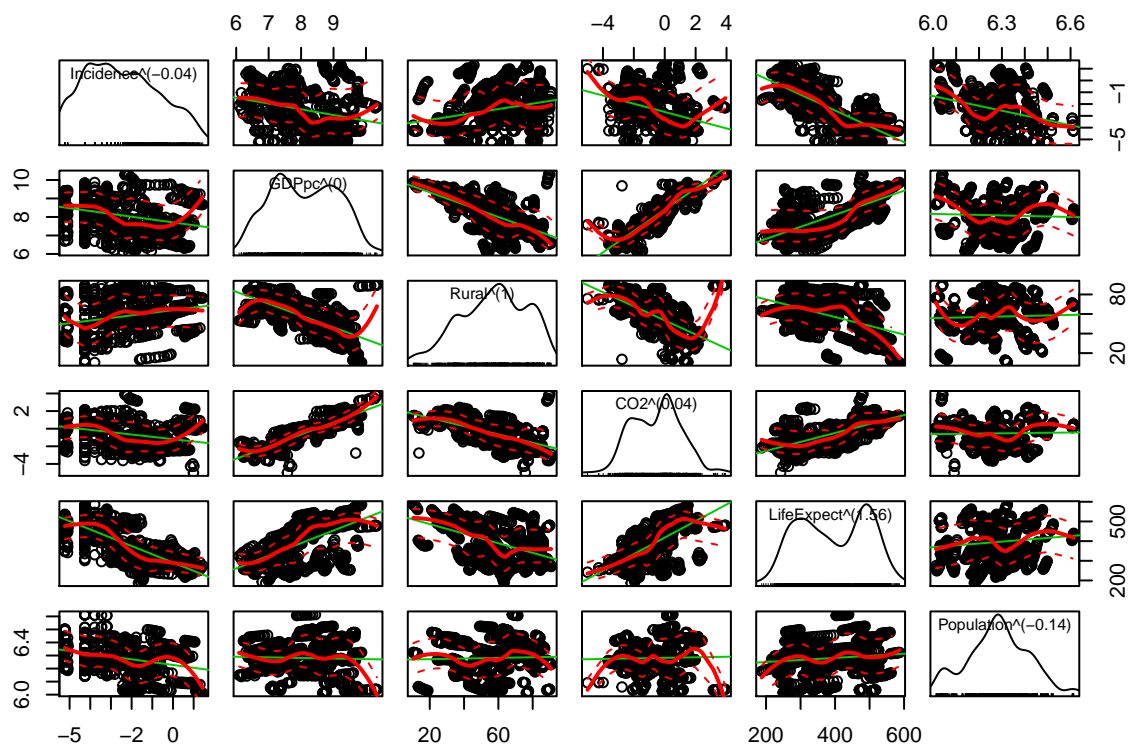 6 7 8 9 −4 0 2 4 6.0 6.3 6.6
Incidence^(−0.04)
−5 −1
6 8 10
GDPpc^(0)
Rural^(1)
20 80
−4 2
CO2^(0.04)
LifeExpect^(1.56)
200 500
6.0 6.4
Population^(−0.14)
−5 −2 0 20 60 200 400 600